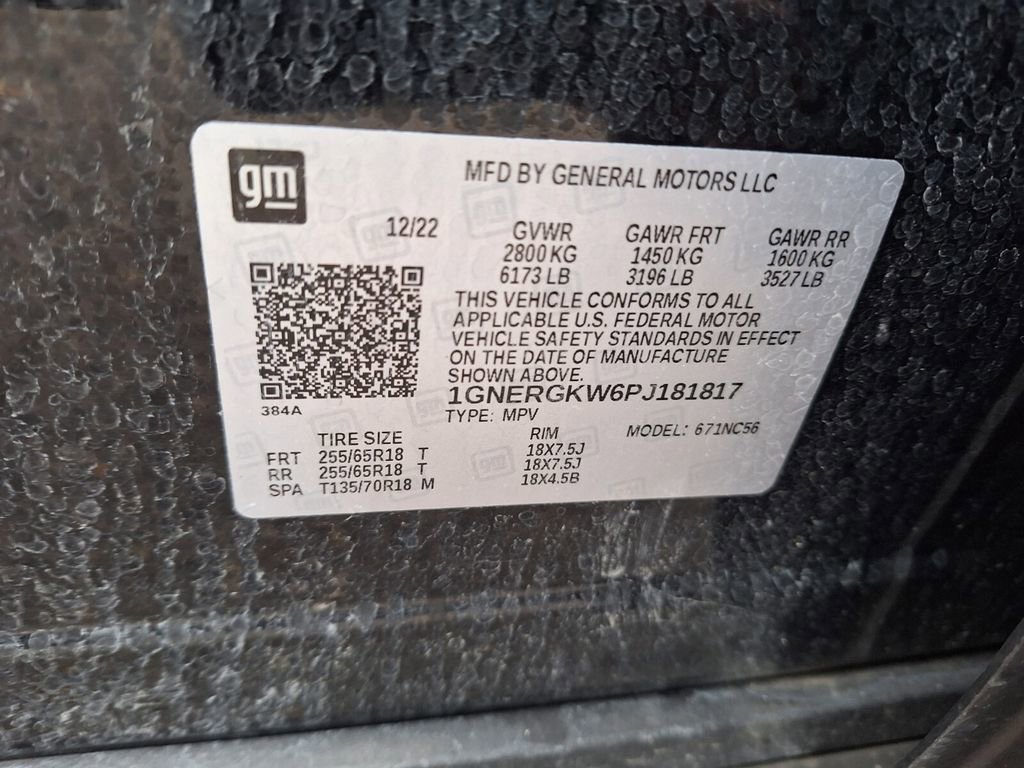 gm
MFD BY GENERAL MOTORS LLC
12/22 GVWR GAWR FRT GAWR RR
2800 KG 1450 KG 1600 KG
6173 LB 3196 LB 3527 LB
THIS VEHICLE CONFORMS TO ALL
APPLICABLE U.S. FEDERAL MOTOR
VEHICLE SAFETY STANDARDS IN EFFECT
ON THE DATE OF MANUFACTURE
SHOWN ABOVE.
1GNERGKW6PJ181817
384A
TYPE: MPV MODEL: 671NC56
TIRE SIZE RIM
FRT 255/65R18 T 18X7.5J
RR 255/65R18 T 18X7.5J
SPA T135/70R18 M 18X4.5B